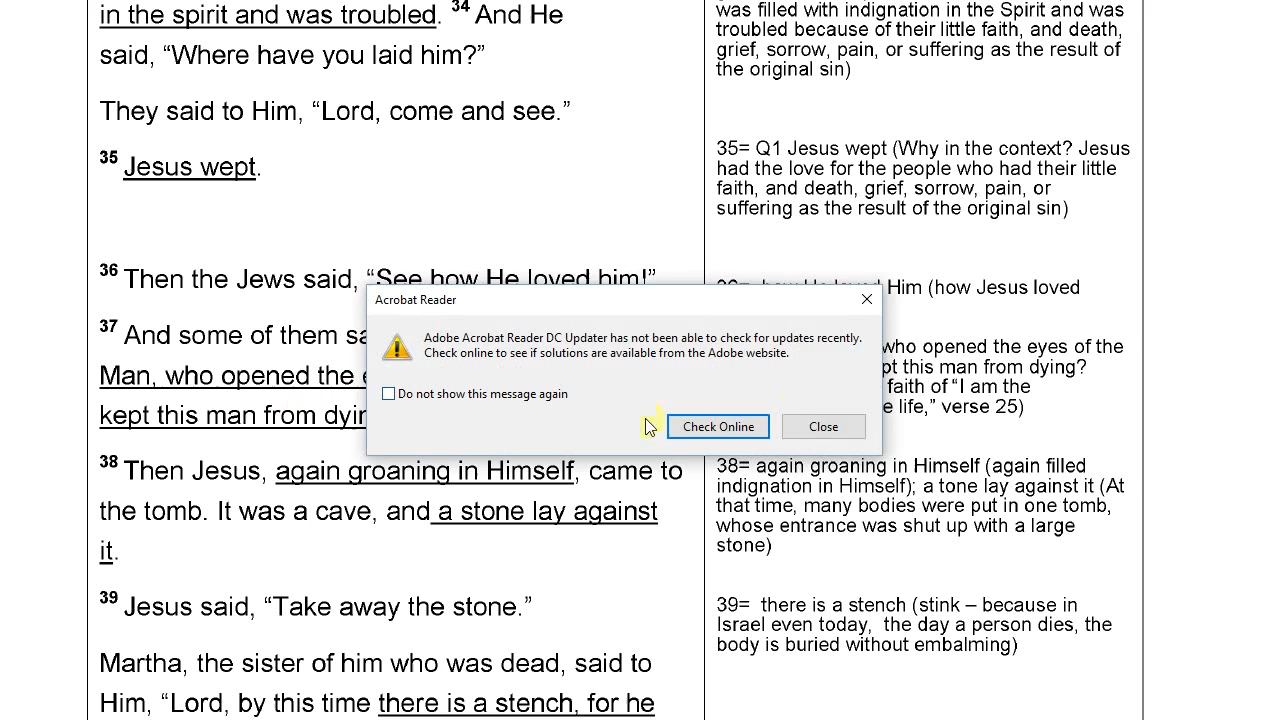 in the spirit and was troubled. 34 And He
said, “Where have you laid him?”
They said to Him, “Lord, come and see.”
35 Jesus wept.
36 Then the Jews said, “See how He loved him!”
37 And some of them sa
Man, who opened the e
kept this man from dyin
38 Then Jesus, again groaning in Himself, came to
the tomb. It was a cave, and a stone lay against
it.
39 Jesus said, “Take away the stone.”
Martha, the sister of him who was dead, said to
Him, “Lord, by this time there is a stench, for he
was filled with indignation in the Spirit and was
troubled because of their little faith, and death,
grief, sorrow, pain, or suffering as the result of
the original sin)
35= Q1 Jesus wept (Why in the context? Jesus
had the love for the people who had their little
faith, and death, grief, sorrow, pain, or
suffering as the result of the original sin)
36= how He loved Him (how Jesus loved
who opened the eyes of the
pt this man from dying?
faith of “I am the
e life,” verse 25)
38= again groaning in Himself (again filled
indignation in Himself); a tone lay against it (At
that time, many bodies were put in one tomb,
whose entrance was shut up with a large
stone)
39= there is a stench (stink – because in
Israel even today, the day a person dies, the
body is buried without embalming)
Acrobat Reader
Adobe Acrobat Reader DC Updater has not been able to check for updates recently.
Check online to see if solutions are available from the Adobe website.
Do not show this message again
Check Online
Close